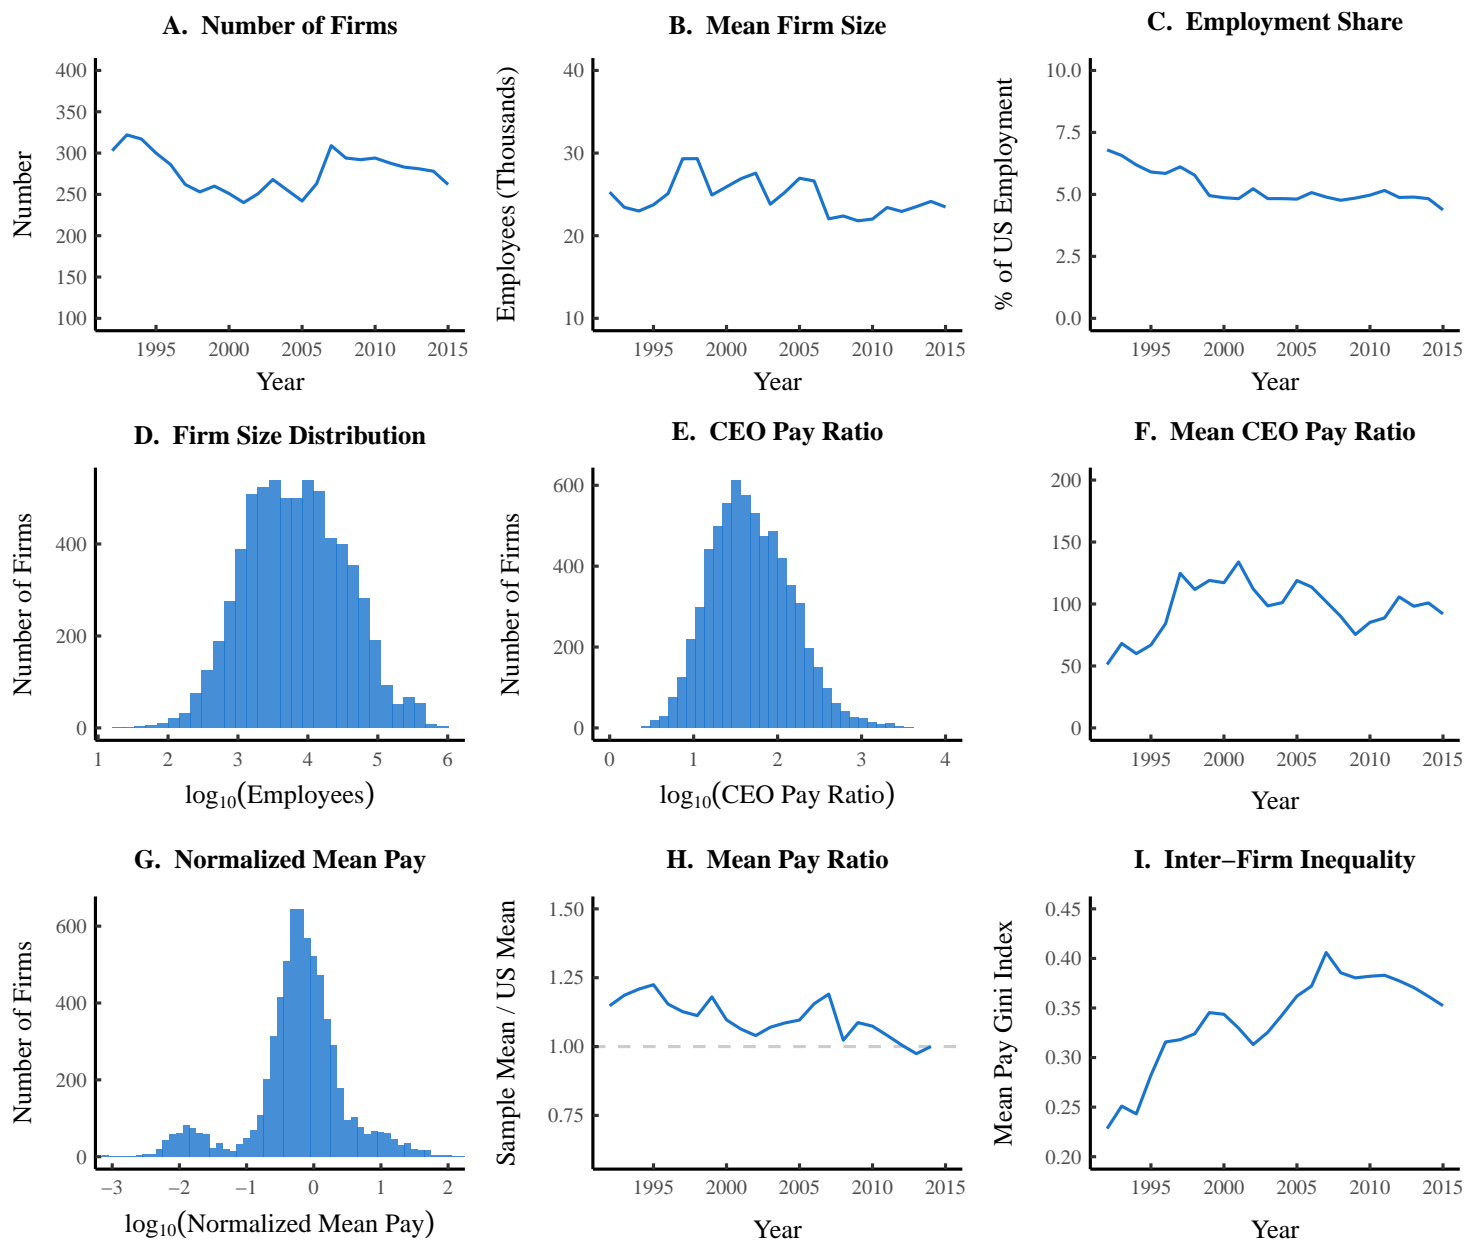 A. Number of Firms
400
350
300
250
200
150
100
Number
1995 2000 2005 2010 2015
Year
B. Mean Firm Size
40
30
20
10
Employees (Thousands)
1995 2000 2005 2010 2015
Year
C. Employment Share
10.0
7.5
5.0
2.5
0.0
% of US Employment
1995 2000 2005 2010 2015
Year
D. Firm Size Distribution
400
200
0
Number of Firms
1 2 3 4 5 6
log₁₀(Employees)
E. CEO Pay Ratio
600
400
200
0
Number of Firms
0 1 2 3 4
log₁₀(CEO Pay Ratio)
F. Mean CEO Pay Ratio
200
150
100
50
0
1995 2000 2005 2010 2015
Year
G. Normalized Mean Pay
600
400
200
0
Number of Firms
−3 −2 −1 0 1 2
log₁₀(Normalized Mean Pay)
H. Mean Pay Ratio
1.50
1.25
1.00
0.75
Sample Mean / US Mean
1995 2000 2005 2010 2015
Year
I. Inter−Firm Inequality
0.45
0.40
0.35
0.30
0.25
0.20
Mean Pay Gini Index
1995 2000 2005 2010 2015
Year